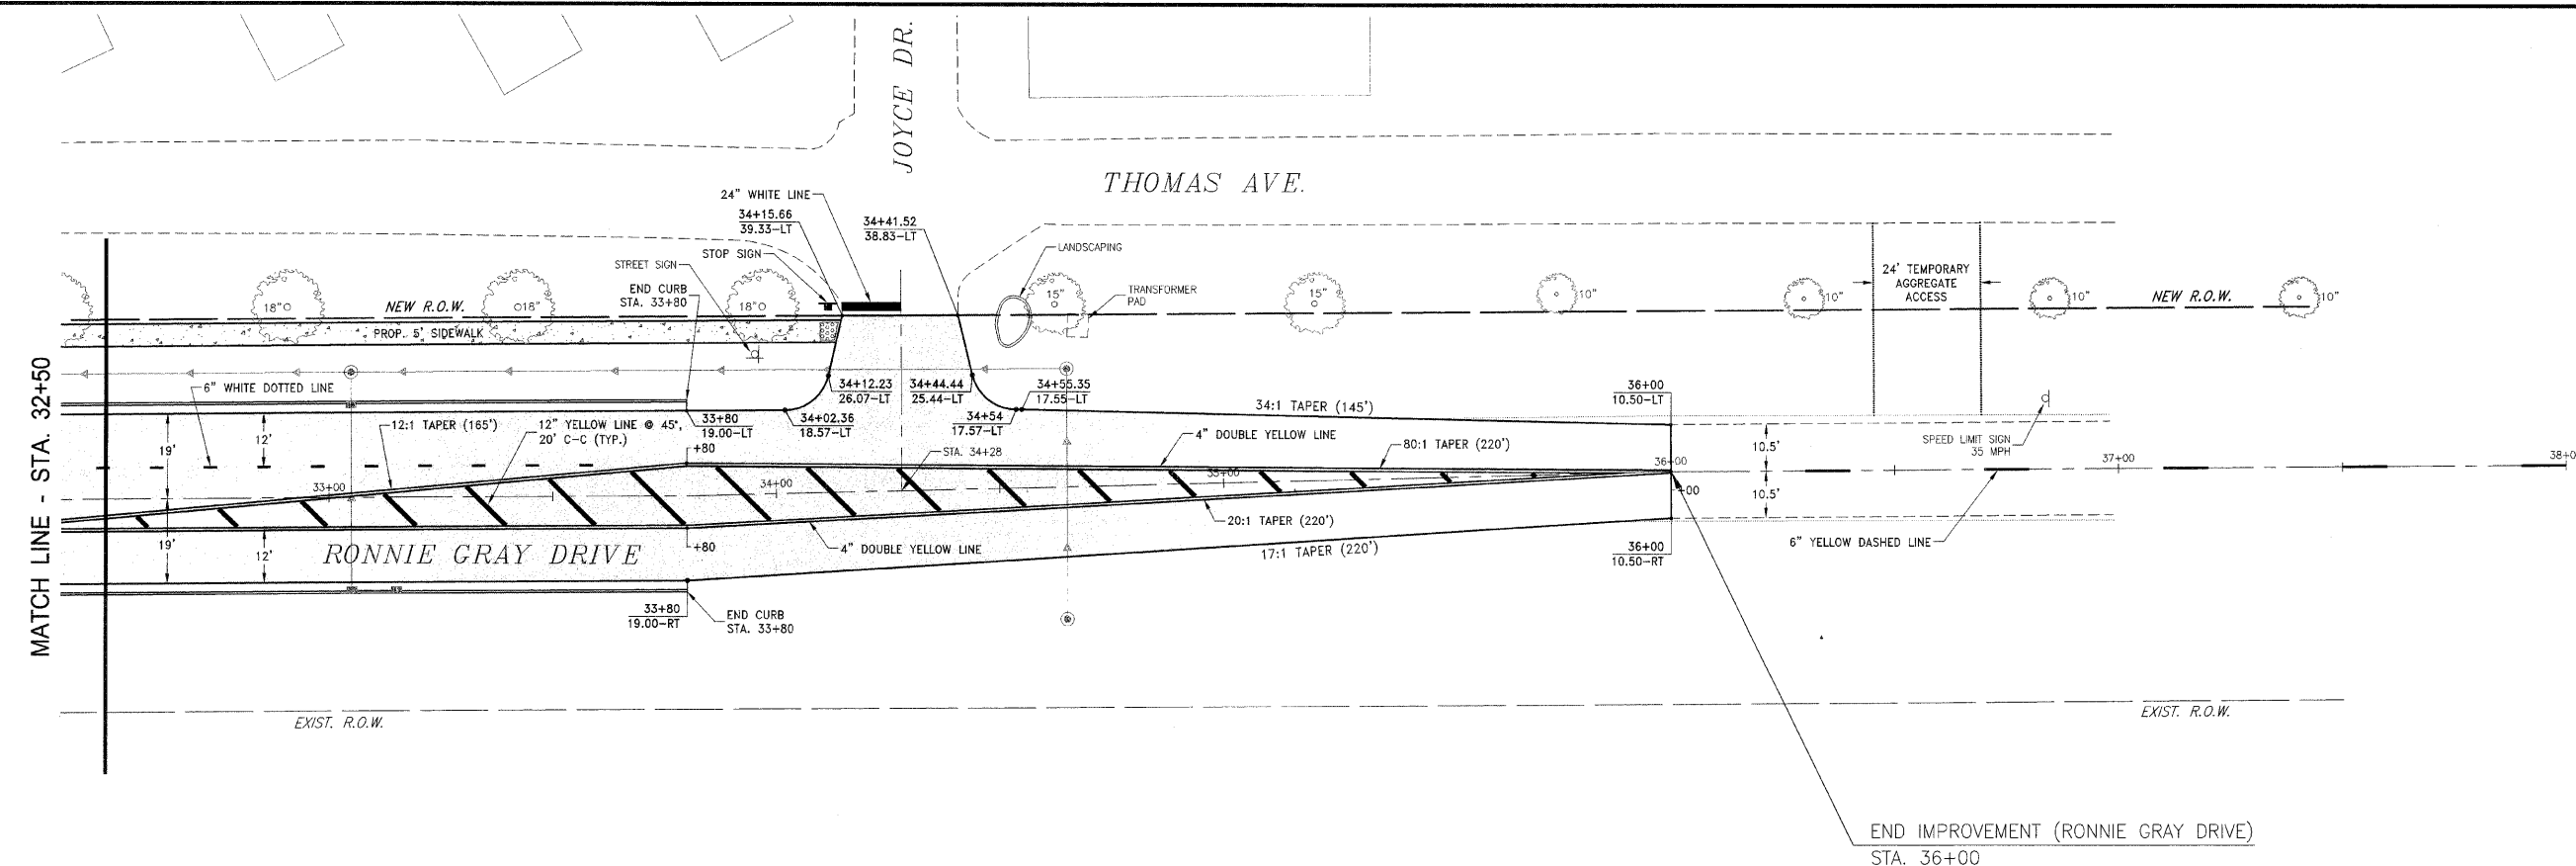 JOYCE DR.
THOMAS AVE.
24" WHITE LINE
34+15.66
39.33-LT
34+41.52
38.83-LT
STOP SIGN
STREET SIGN
LANDSCAPING
END CURB
STA. 33+80
TRANSFORMER
PAD
24' TEMPORARY
AGGREGATE
ACCESS
NEW R.O.W.
NEW R.O.W.
18"
18"
18"
15"
15"
10"
10"
10"
10"
PROP. 5' SIDEWALK
MATCH LINE - STA. 32+50
6" WHITE DOTTED LINE
34+12.23
26.07-LT
34+44.44
25.44-LT
34+55.35
17.55-LT
36+00
10.50-LT
34:1 TAPER (145')
33+80
19.00-LT
34+02.36
18.57-LT
34+54
17.57-LT
12:1 TAPER (165')
12" YELLOW LINE @ 45°,
20' C-C (TYP.)
19'
12'
+80
4" DOUBLE YELLOW LINE
80:1 TAPER (220')
STA. 34+28
SPEED LIMIT SIGN
35 MPH
10.5'
10.5'
33+00
34+00
35+00
36+00
37+00
38+0
+00
19'
12'
RONNIE GRAY DRIVE
+80
4" DOUBLE YELLOW LINE
20:1 TAPER (220')
17:1 TAPER (220')
36+00
10.50-RT
6" YELLOW DASHED LINE
33+80
19.00-RT
END CURB
STA. 33+80
EXIST. R.O.W.
EXIST. R.O.W.
END IMPROVEMENT (RONNIE GRAY DRIVE)
STA. 36+00